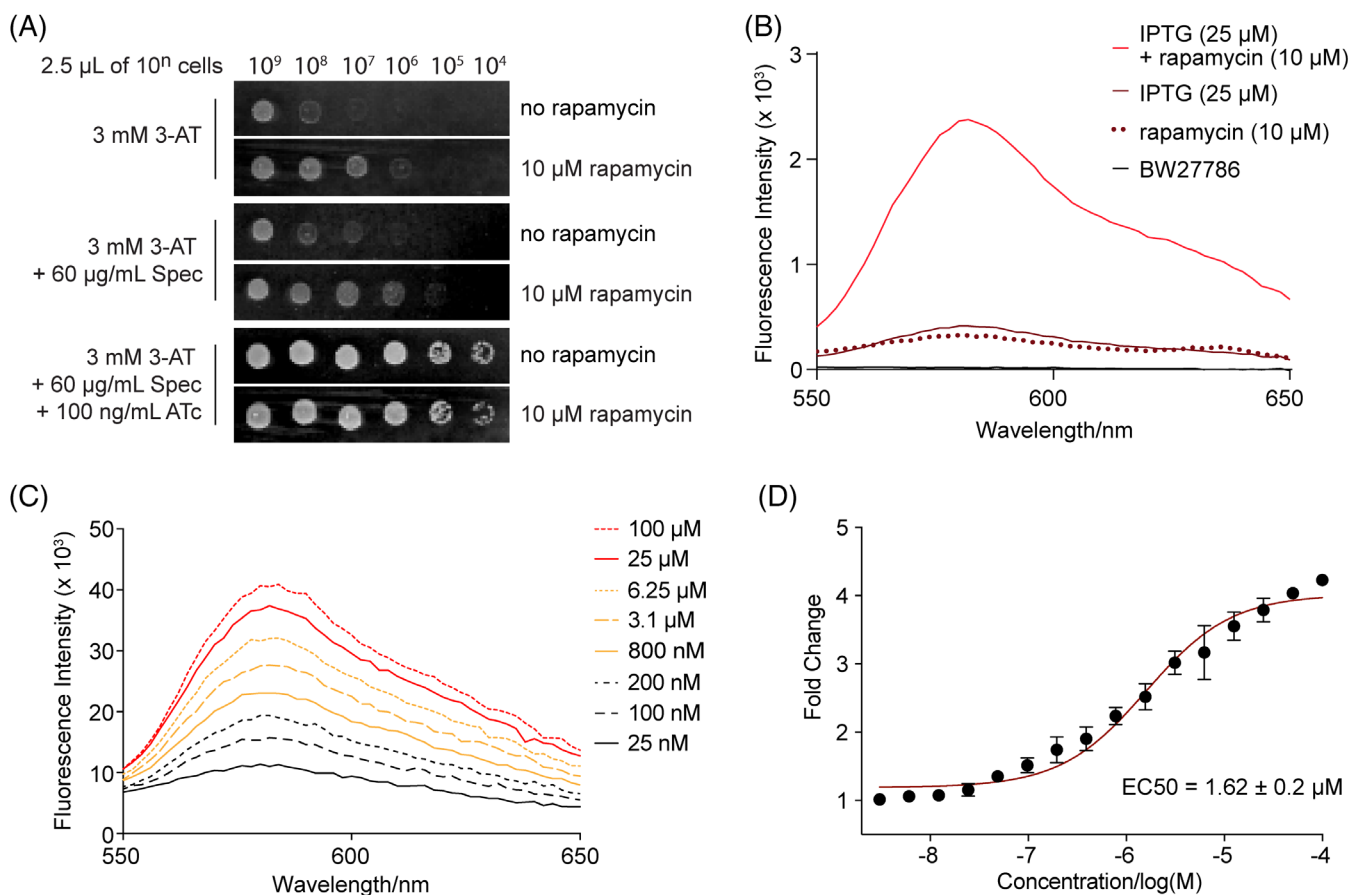 (A)
2.5 µL of 10ⁿ cells
10⁹ 10⁸ 10⁷ 10⁶ 10⁵ 10⁴
3 mM 3-AT
no rapamycin
10 µM rapamycin
3 mM 3-AT
+ 60 µg/mL Spec
no rapamycin
10 µM rapamycin
3 mM 3-AT
+ 60 µg/mL Spec
+ 100 ng/mL ATc
no rapamycin
10 µM rapamycin
(B)
Fluorescence Intensity (x 10³)
3
2
1
0
550 600 650
Wavelength/nm
IPTG (25 µM)
+ rapamycin (10 µM)
IPTG (25 µM)
rapamycin (10 µM)
BW27786
(C)
Fluorescence Intensity (x 10³)
50
40
30
20
10
0
550 600 650
Wavelength/nm
100 µM
25 µM
6.25 µM
3.1 µM
800 nM
200 nM
100 nM
25 nM
(D)
Fold Change
5
4
3
2
1
-8 -7 -6 -5 -4
Concentration/log(M)
EC50 = 1.62 ± 0.2 µM